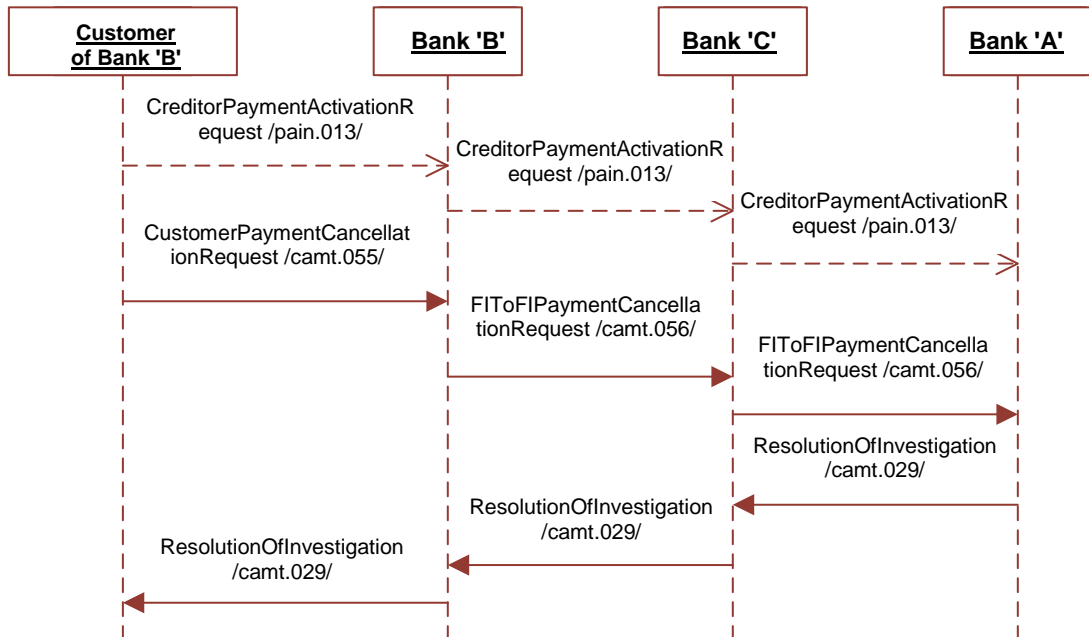 Customer
of Bank 'B'
Bank 'B'
Bank 'C'
Bank 'A'
CreditorPaymentActivationR
equest /pain.013/
CreditorPaymentActivationR
equest /pain.013/
CreditorPaymentActivationR
equest /pain.013/
CustomerPaymentCancellat
ionRequest /camt.055/
FIToFIPaymentCancella
tionRequest /camt.056/
FIToFIPaymentCancella
tionRequest /camt.056/
ResolutionOfInvestigation
/camt.029/
ResolutionOfInvestigation
/camt.029/
ResolutionOfInvestigation
/camt.029/